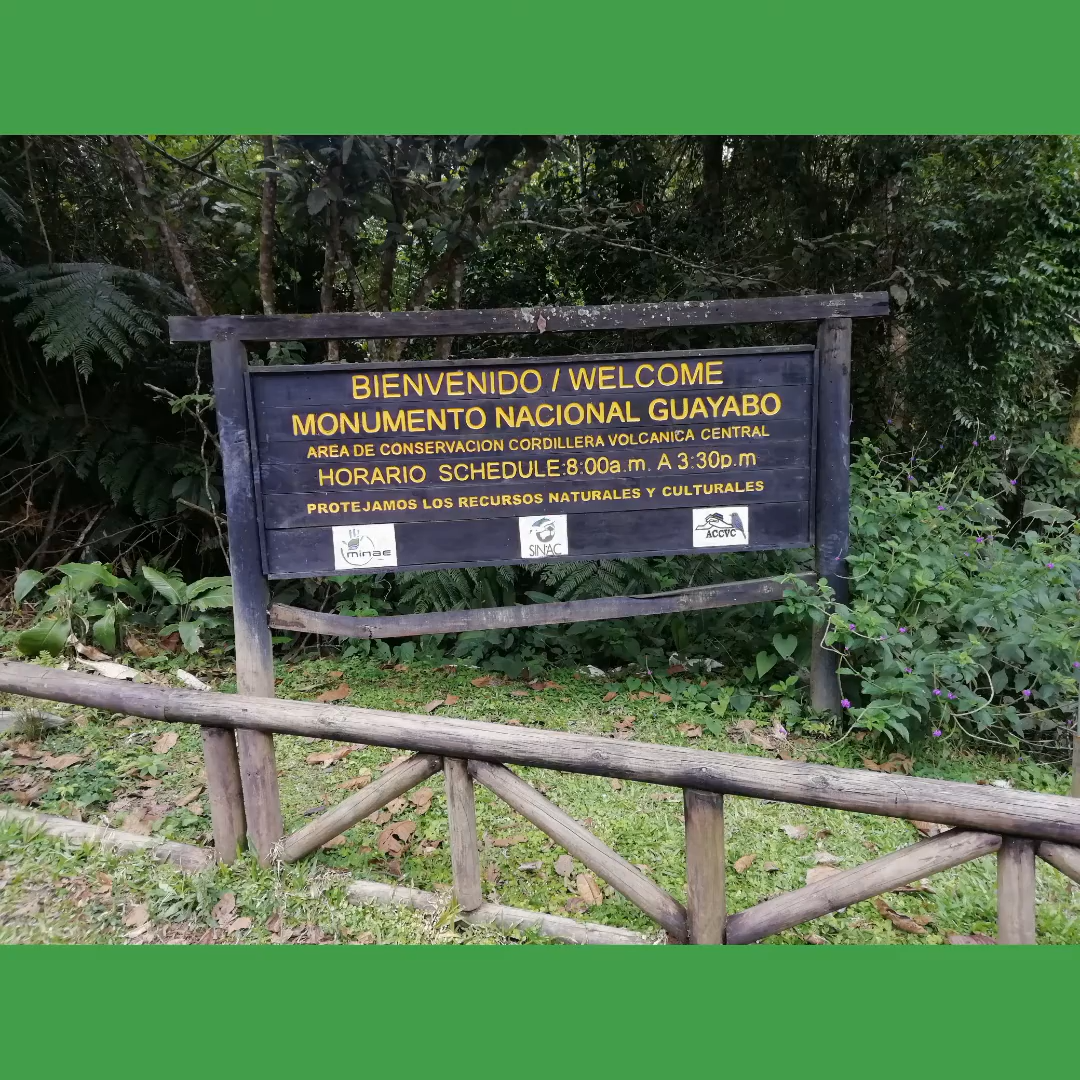 BIENVENIDO / WELCOME
MONUMENTO NACIONAL GUAYABO
AREA DE CONSERVACION CORDILLERA VOLCANICA CENTRAL
HORARIO SCHEDULE:8:00a.m. A 3:30p.m
PROTEJAMOS LOS RECURSOS NATURALES Y CULTURALES
minae
SINAC
ACCVC